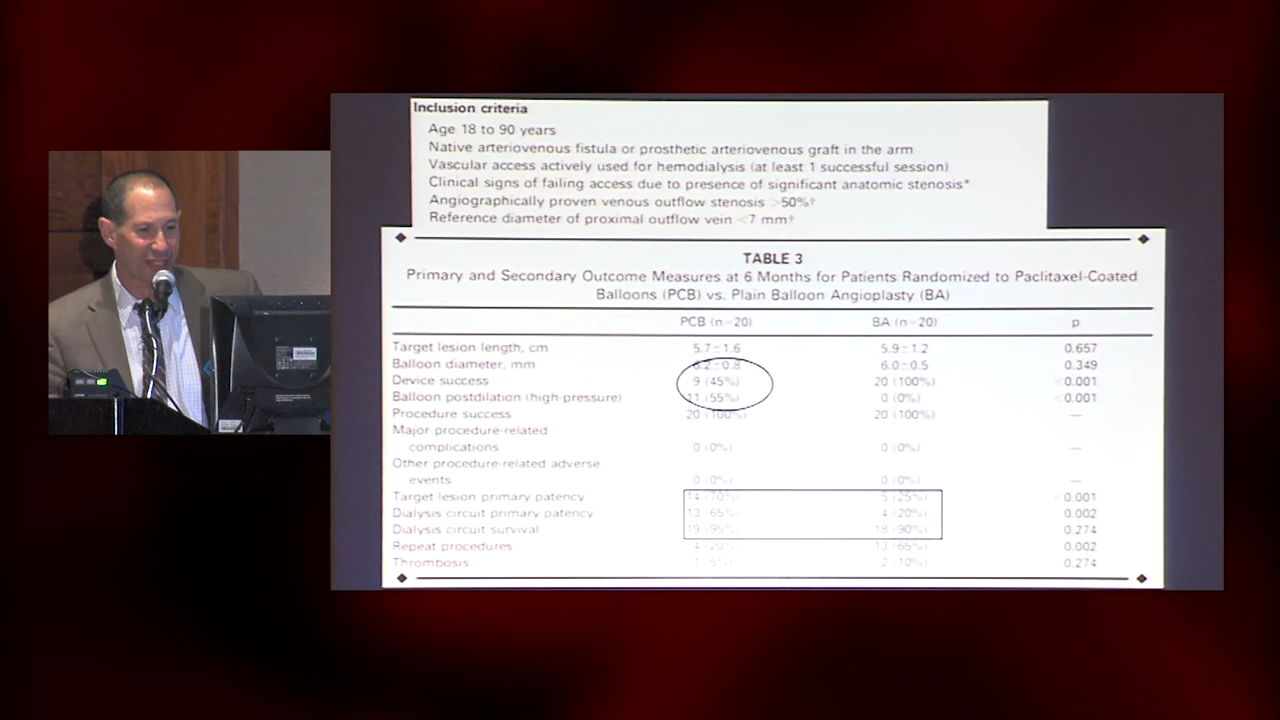 Inclusion criteria
Age 18 to 90 years
Native arteriovenous fistula or prosthetic arteriovenous graft in the arm
Vascular access actively used for hemodialysis (at least 1 successful session)
Clinical signs of failing access due to presence of significant anatomic stenosis*
Angiographically proven venous outflow stenosis >50%†
Reference diameter of proximal outflow vein <7 mm†
TABLE 3
Primary and Secondary Outcome Measures at 6 Months for Patients Randomized to Paclitaxel-Coated
Balloons (PCB) vs. Plain Balloon Angioplasty (BA)
PCB (n=20) BA (n=20) p
Target lesion length, cm 5.7±1.6 5.9±1.2 0.657
Balloon diameter, mm 6.2±0.8 6.0±0.5 0.349
Device success 9 (45%) 20 (100%) <0.001
Balloon postdilation (high-pressure) 11 (55%) 0 (0%) <0.001
Procedure success 20 (100%) 20 (100%) —
Major procedure-related
complications 0 (0%) 0 (0%) —
Other procedure-related adverse
events 0 (0%) 0 (0%) —
Target lesion primary patency 14 (70%) 5 (25%) <0.001
Dialysis circuit primary patency 13 (65%) 4 (20%) 0.002
Dialysis circuit survival 19 (95%) 18 (90%) 0.274
Repeat procedures 4 (20%) 13 (65%) 0.002
Thrombosis 1 (5%) 2 (10%) 0.274